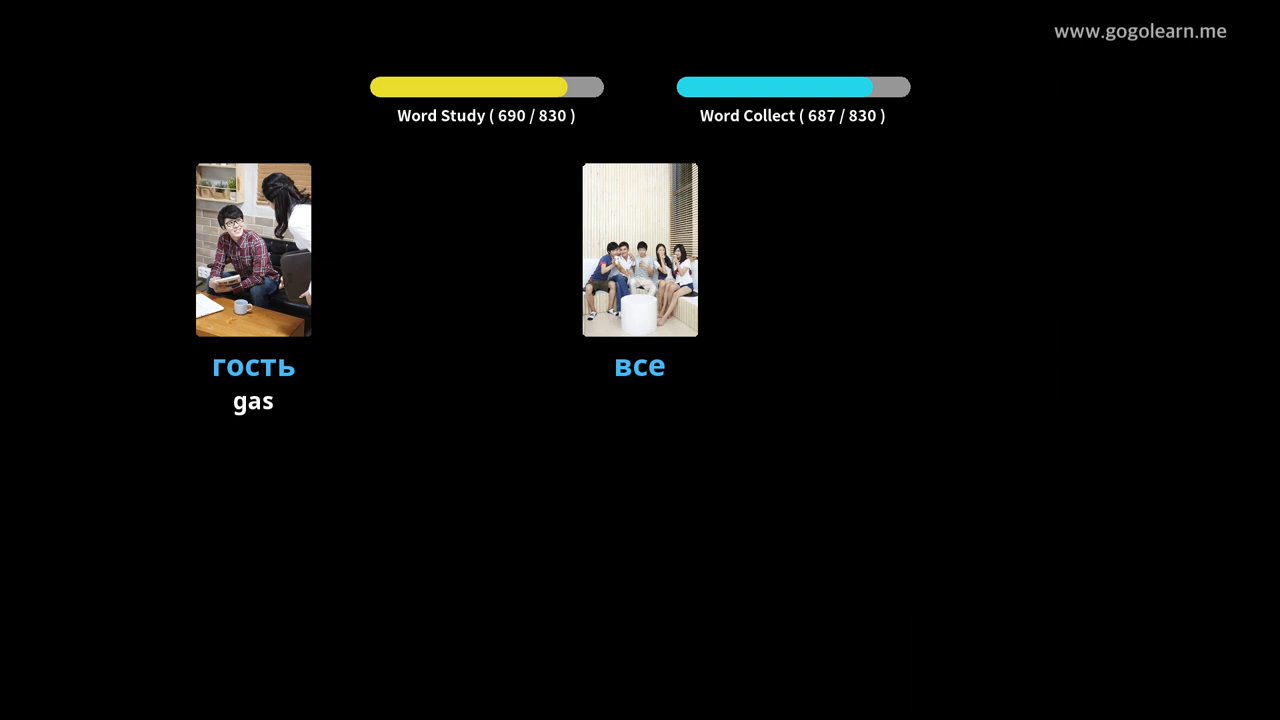 www.gogolearn.me
Word Study ( 690 / 830 )
Word Collect ( 687 / 830 )
гость
все
gas